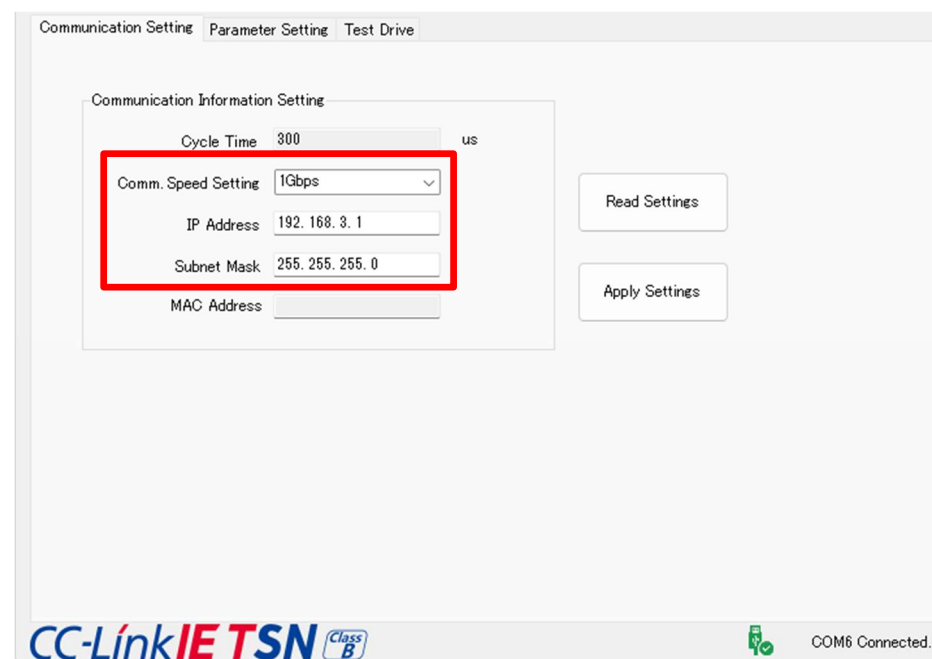 Communication Setting Parameter Setting Test Drive
Communication Information Setting
Cycle Time 300 us
Comm. Speed Setting 1Gbps
IP Address 192. 168. 3. 1
Subnet Mask 255. 255. 255. 0
MAC Address
Read Settings
Apply Settings
CC-Link IE TSN Class B
COM6 Connected.